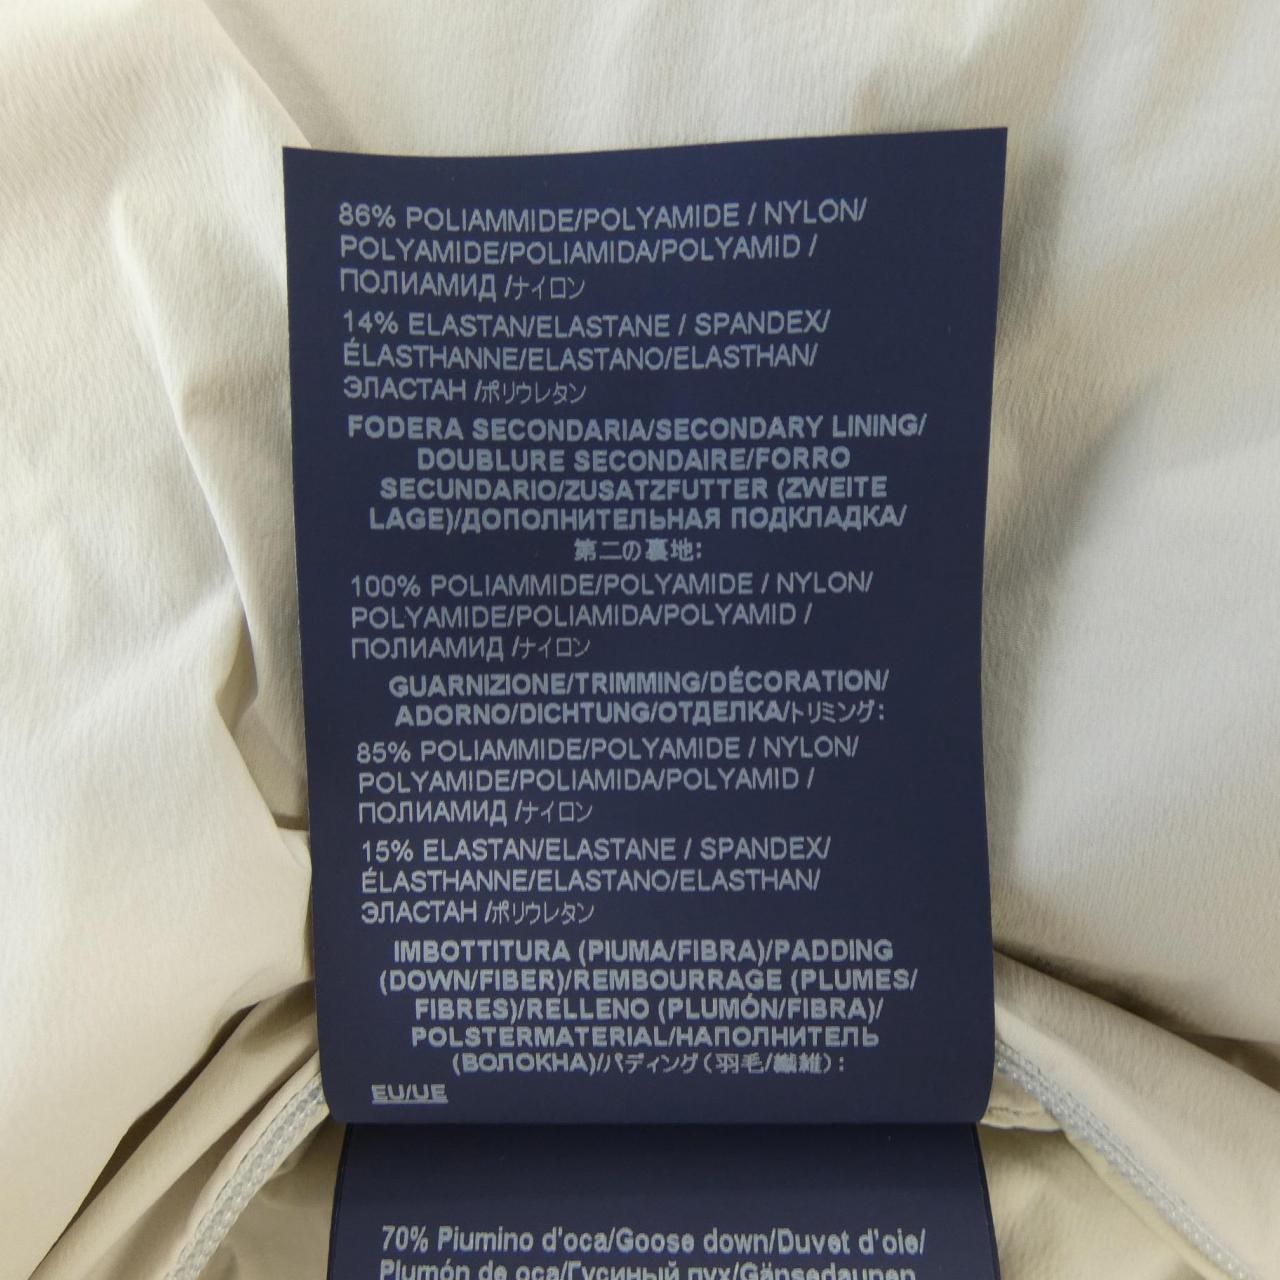 86% POLIAMMIDE/POLYAMIDE / NYLON/
POLYAMIDE/POLIAMIDA/POLYAMID /
ПОЛИАМИД /ナイロン
14% ELASTAN/ELASTANE / SPANDEX/
ÉLASTHANNE/ELASTANO/ELASTHAN/
ЭЛАСТАН /ポリウレタン
FODERA SECONDARIA/SECONDARY LINING/
DOUBLURE SECONDAIRE/FORRO
SECUNDARIO/ZUSATZFUTTER (ZWEITE
LAGE)/ДОПОЛНИТЕЛЬНАЯ ПОДКЛАДКА/
第二の裏地:
100% POLIAMMIDE/POLYAMIDE / NYLON/
POLYAMIDE/POLIAMIDA/POLYAMID /
ПОЛИАМИД /ナイロン
GUARNIZIONE/TRIMMING/DÉCORATION/
ADORNO/DICHTUNG/ОТДЕЛКА/トリミング:
85% POLIAMMIDE/POLYAMIDE / NYLON/
POLYAMIDE/POLIAMIDA/POLYAMID /
ПОЛИАМИД /ナイロン
15% ELASTAN/ELASTANE / SPANDEX/
ÉLASTHANNE/ELASTANO/ELASTHAN/
ЭЛАСТАН /ポリウレタン
IMBOTTITURA (PIUMA/FIBRA)/PADDING
(DOWN/FIBER)/REMBOURRAGE (PLUMES/
FIBRES)/RELLENO (PLUMÓN/FIBRA)/
POLSTERMATERIAL/НАПОЛНИТЕЛЬ
(ВОЛОКНА)/パディング(羽毛/繊維):
EU/UE
70% Piumino d'oca/Goose down/Duvet d'oie/
Plumón de oca/Гусиный пух/Gänsedaunen